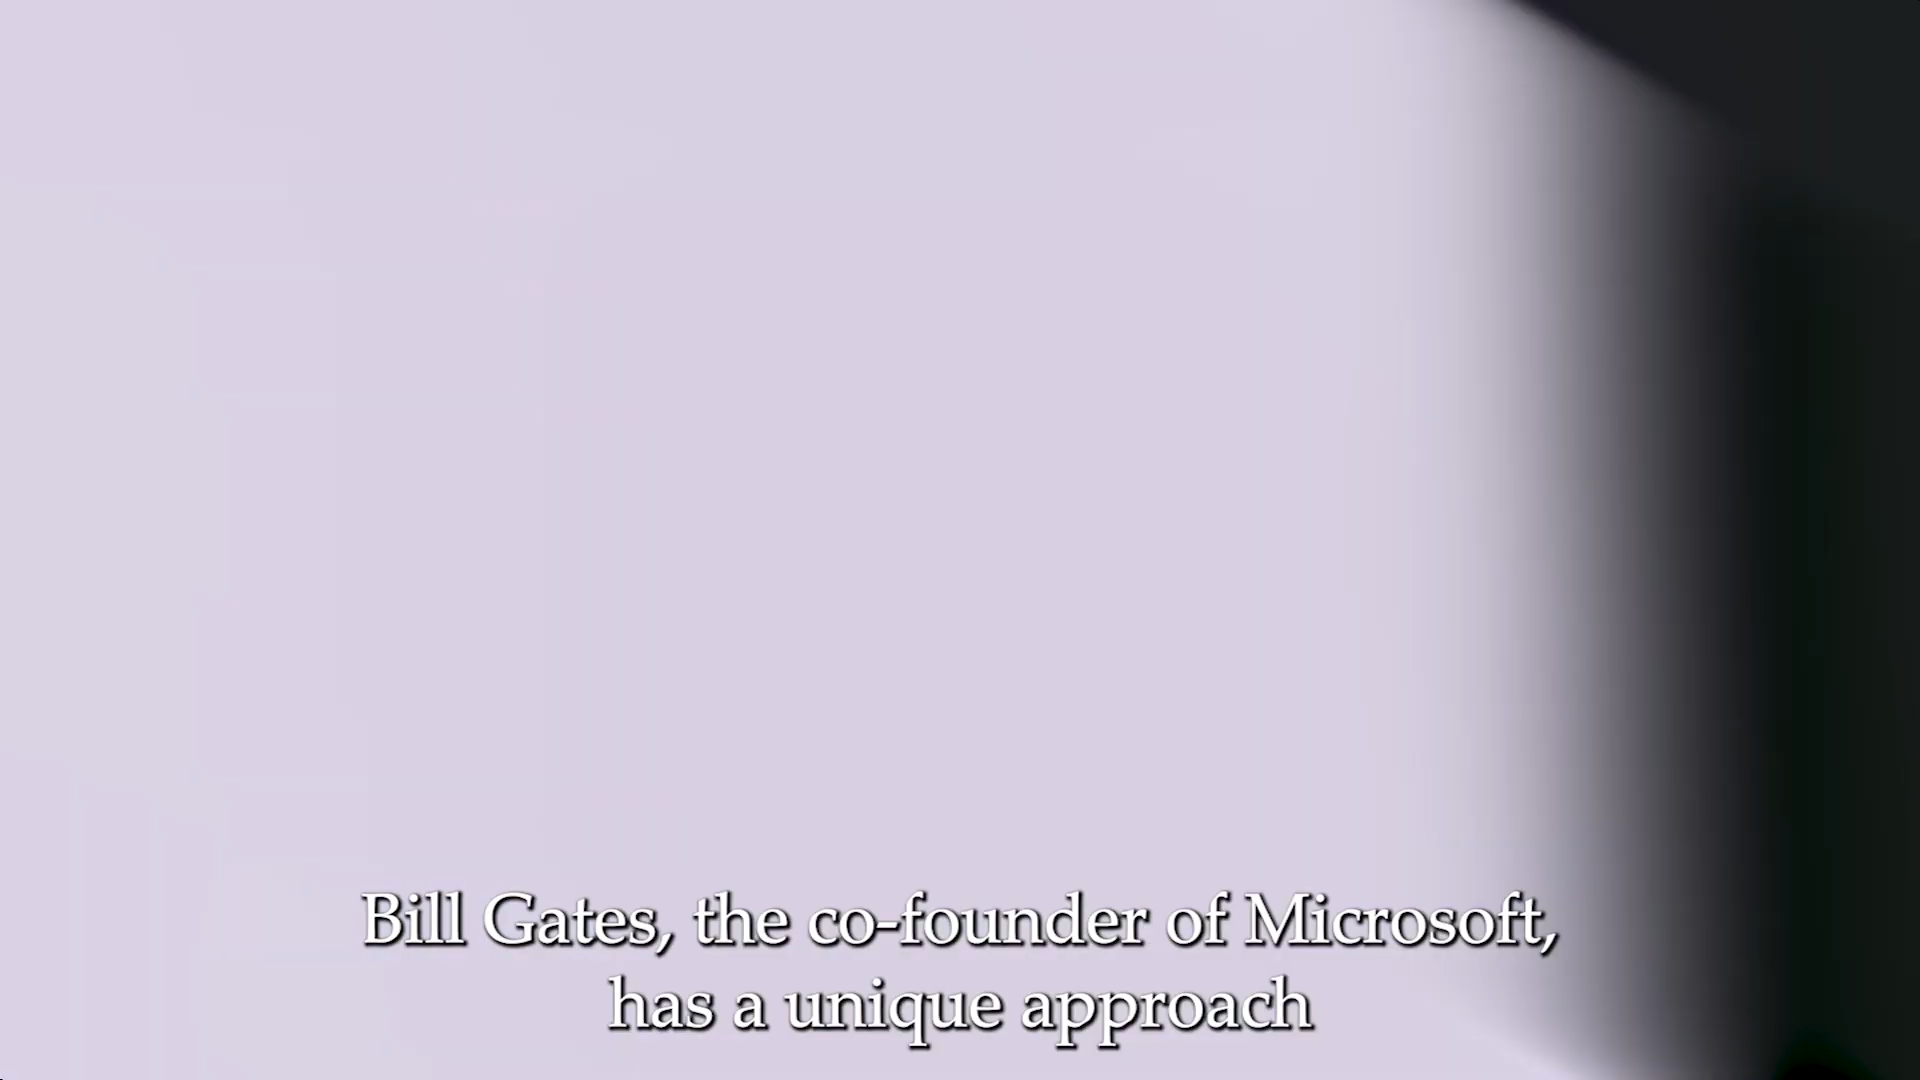 Bill Gates, the co-founder of Microsoft,
has a unique approach